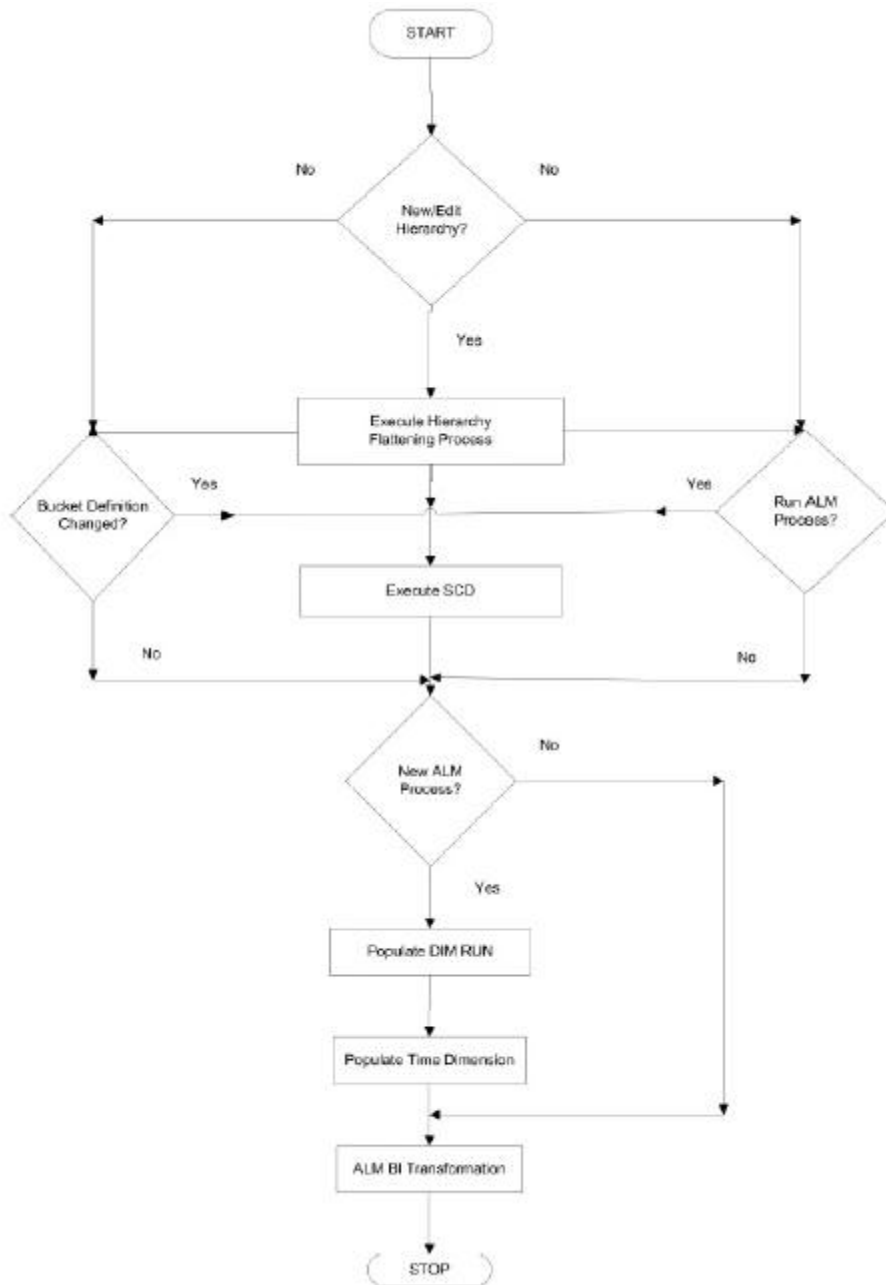 START
No
No
New/Edit
Hierarchy?
Yes
Execute Hierarchy
Flattening Process
Yes
Yes
Bucket Definition
Changed?
Run ALM
Process?
Execute SCD
No
No
No
New ALM
Process?
Yes
Populate DIM RUN
Populate Time Dimension
ALM BI Transformation
STOP